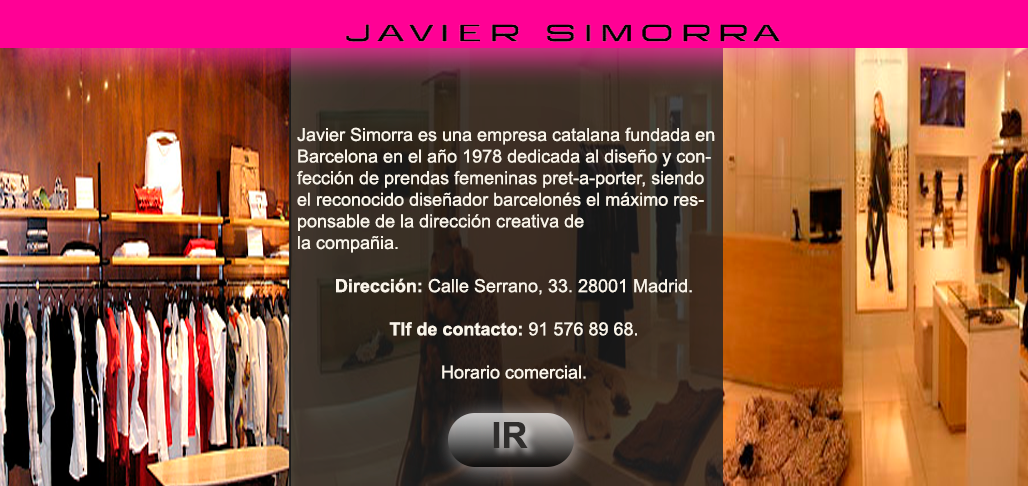 JAVIER SIMORRA
Javier Simorra es una empresa catalana fundada en
Barcelona en el año 1978 dedicada al diseño y con-
fección de prendas femeninas pret-a-porter, siendo
el reconocido diseñador barcelonés el máximo res-
ponsable de la dirección creativa de
la compañia.
Dirección: Calle Serrano, 33. 28001 Madrid.
Tlf de contacto: 91 576 89 68.
Horario comercial.
IR